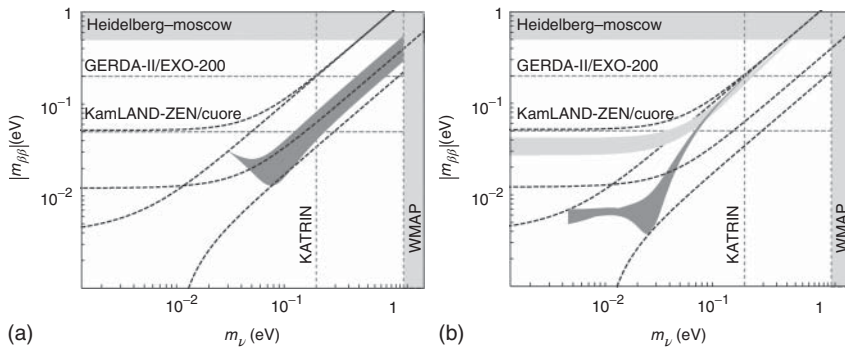 1
Heidelberg–moscow
GERDA-II/EXO-200
10⁻¹
KamLAND-ZEN/cuore
|mββ|(eV)
10⁻²
KATRIN
WMAP
10⁻² 10⁻¹ 1
(a)
mν (eV)
1
Heidelberg–moscow
GERDA-II/EXO-200
10⁻¹
KamLAND-ZEN/cuore
|mββ|(eV)
10⁻²
KATRIN
WMAP
10⁻² 10⁻¹ 1
(b)
mν (eV)